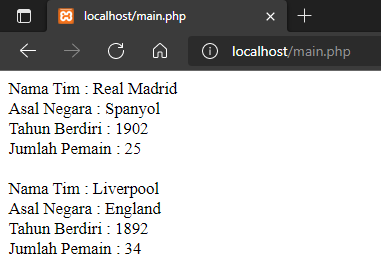 localhost/main.php
localhost/main.php
Nama Tim : Real Madrid
Asal Negara : Spanyol
Tahun Berdiri : 1902
Jumlah Pemain : 25
Nama Tim : Liverpool
Asal Negara : England
Tahun Berdiri : 1892
Jumlah Pemain : 34